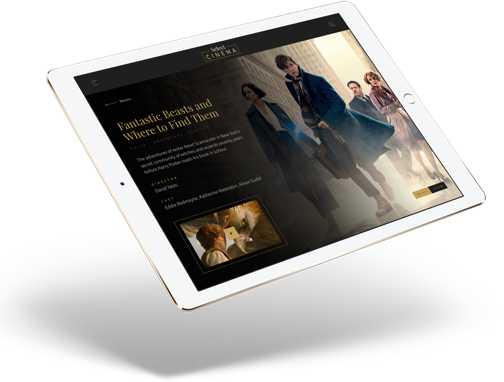 Select
CINEMA
Fantastic Beasts and
Where to Find Them
The adventures of writer Newt Scamander in New York's
secret community of witches and wizards seventy years
before Harry Potter reads his book in school.
DIRECTOR
David Yates
CAST
Eddie Redmayne, Katherine Waterston, Alison Sudol